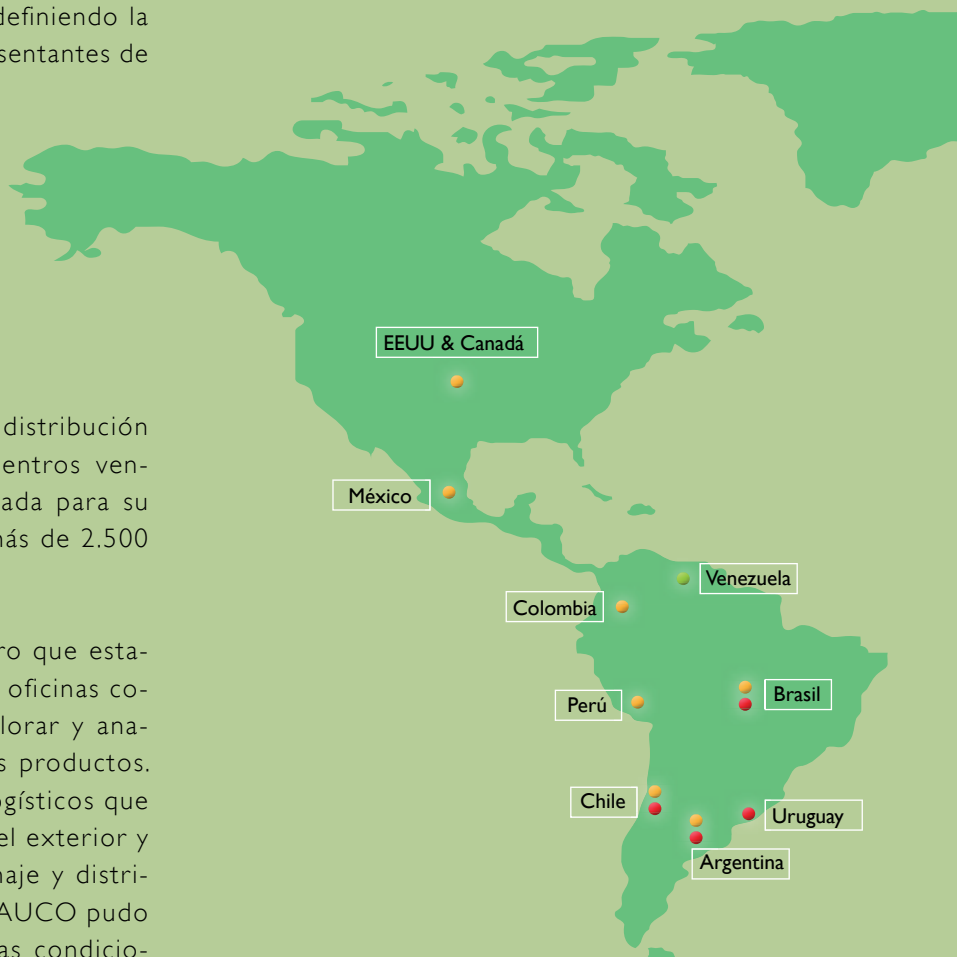 definiendo la
sentantes de
distribución
entros ven-
ada para su
nás de 2.500
ro que esta-
oficinas co-
lorar y ana-
s productos.
ogísticos que
el exterior y
naje y distri-
AUCO pudo
as condicio-
EEUU & Canadá
México
Venezuela
Colombia
Brasil
Perú
Chile
Uruguay
Argentina